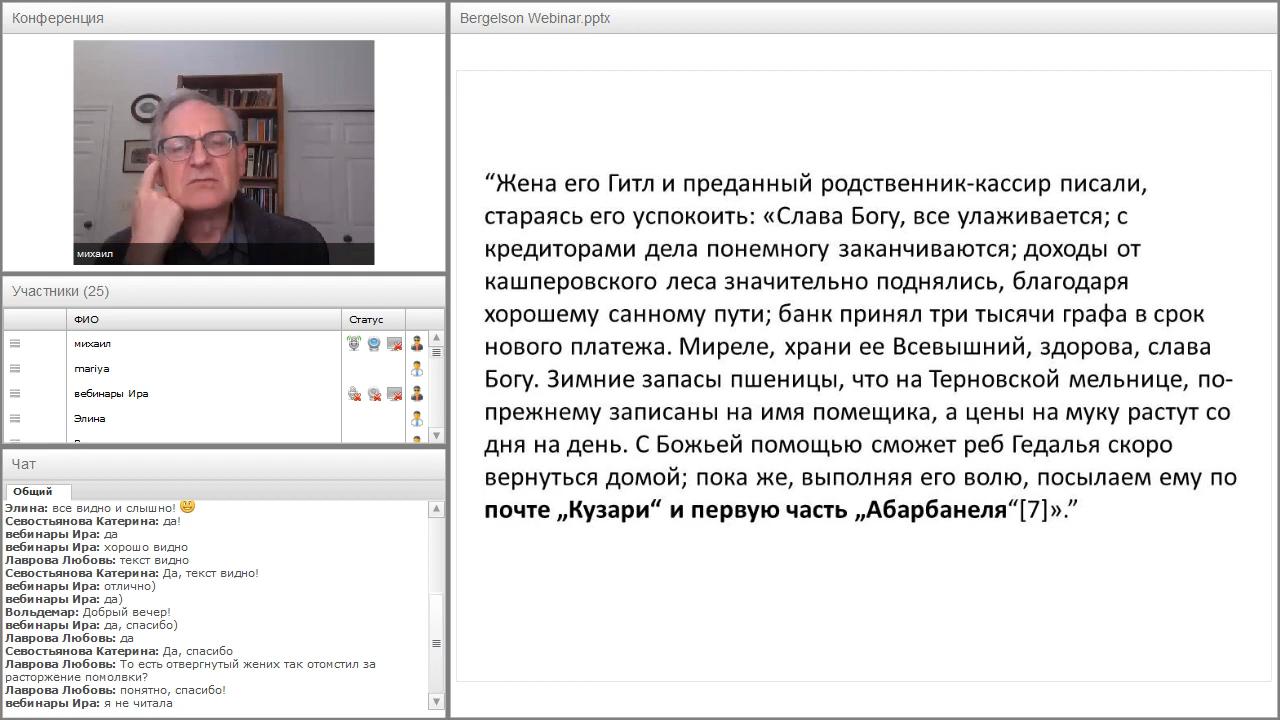 Конференция
михаил
Участники (25)
ФИО
Статус
михаил
mariya
вебинары Ира
Элина
Чат
Общий
Элина: все видно и слышно!
Севостьянова Катерина: да!
вебинары Ира: да
вебинары Ира: хорошо видно
Лаврова Любовь: текст видно
Севостьянова Катерина: Да, текст видно!
вебинары Ира: отлично)
вебинары Ира: да)
Вольдемар: Добрый вечер!
вебинары Ира: да, спасибо)
Лаврова Любовь: да
Севостьянова Катерина: Да, спасибо
Лаврова Любовь: То есть отвергнутый жених так отомстил за
расторжение помолвки?
Лаврова Любовь: понятно, спасибо!
вебинары Ира: я не читала
Bergelson Webinar.pptx
“Жена его Гитл и преданный родственник-кассир писали,
стараясь его успокоить: «Слава Богу, все улаживается; с
кредиторами дела понемногу заканчиваются; доходы от
кашперовского леса значительно поднялись, благодаря
хорошему санному пути; банк принял три тысячи графа в срок
нового платежа. Миреле, храни ее Всевышний, здорова, слава
Богу. Зимние запасы пшеницы, что на Терновской мельнице, по-
прежнему записаны на имя помещика, а цены на муку растут со
дня на день. С Божьей помощью сможет реб Гедалья скоро
вернуться домой; пока же, выполняя его волю, посылаем ему по
почте „Кузари“ и первую часть „Абарбанеля“[7]».”